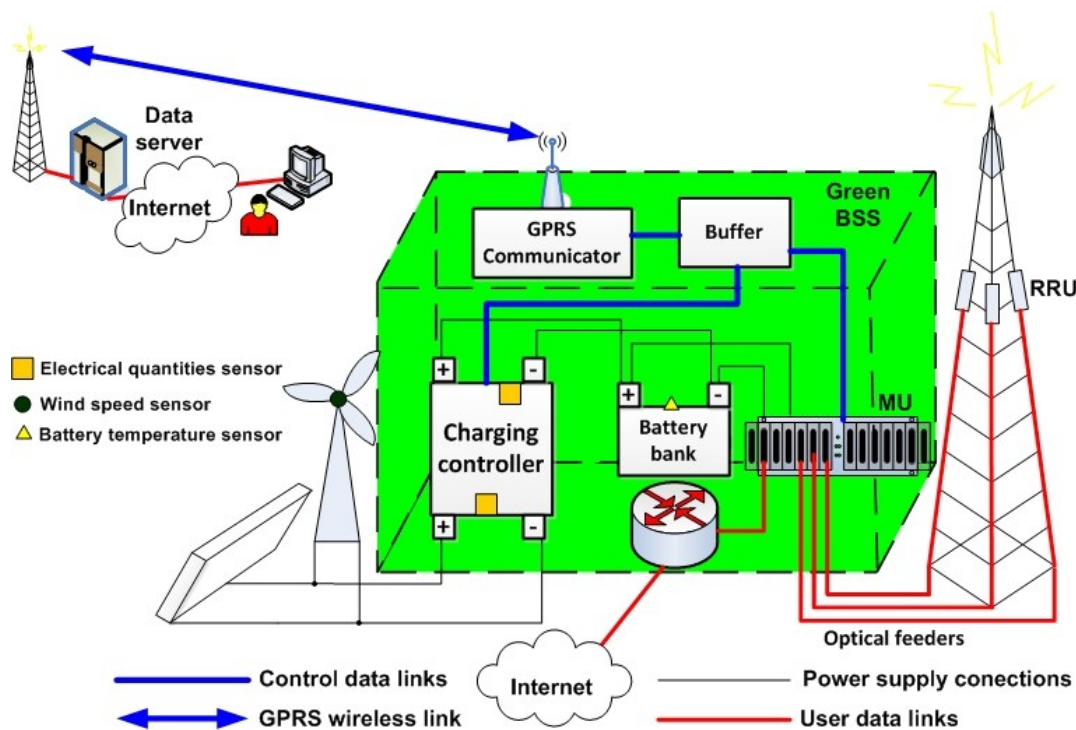 Data
server
Internet
Green
BSS
GPRS
Communicator
Buffer
RRU
Electrical quantities sensor
Wind speed sensor
Battery temperature sensor
+
-
+
-
MU
Charging
controller
Battery
bank
+
-
Optical feeders
Internet
Control data links
Power supply conections
GPRS wireless link
User data links